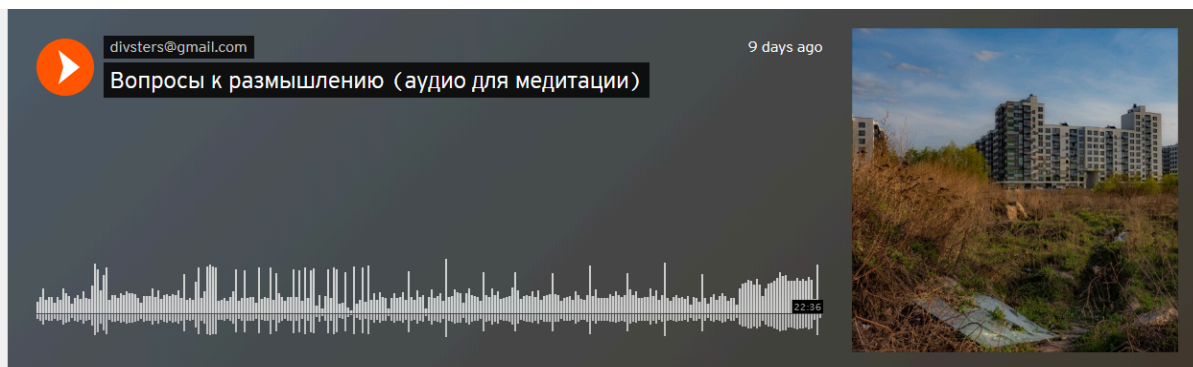 divsters@gmail.com
9 days ago
Вопросы к размышлению (аудио для медитации)
22:36